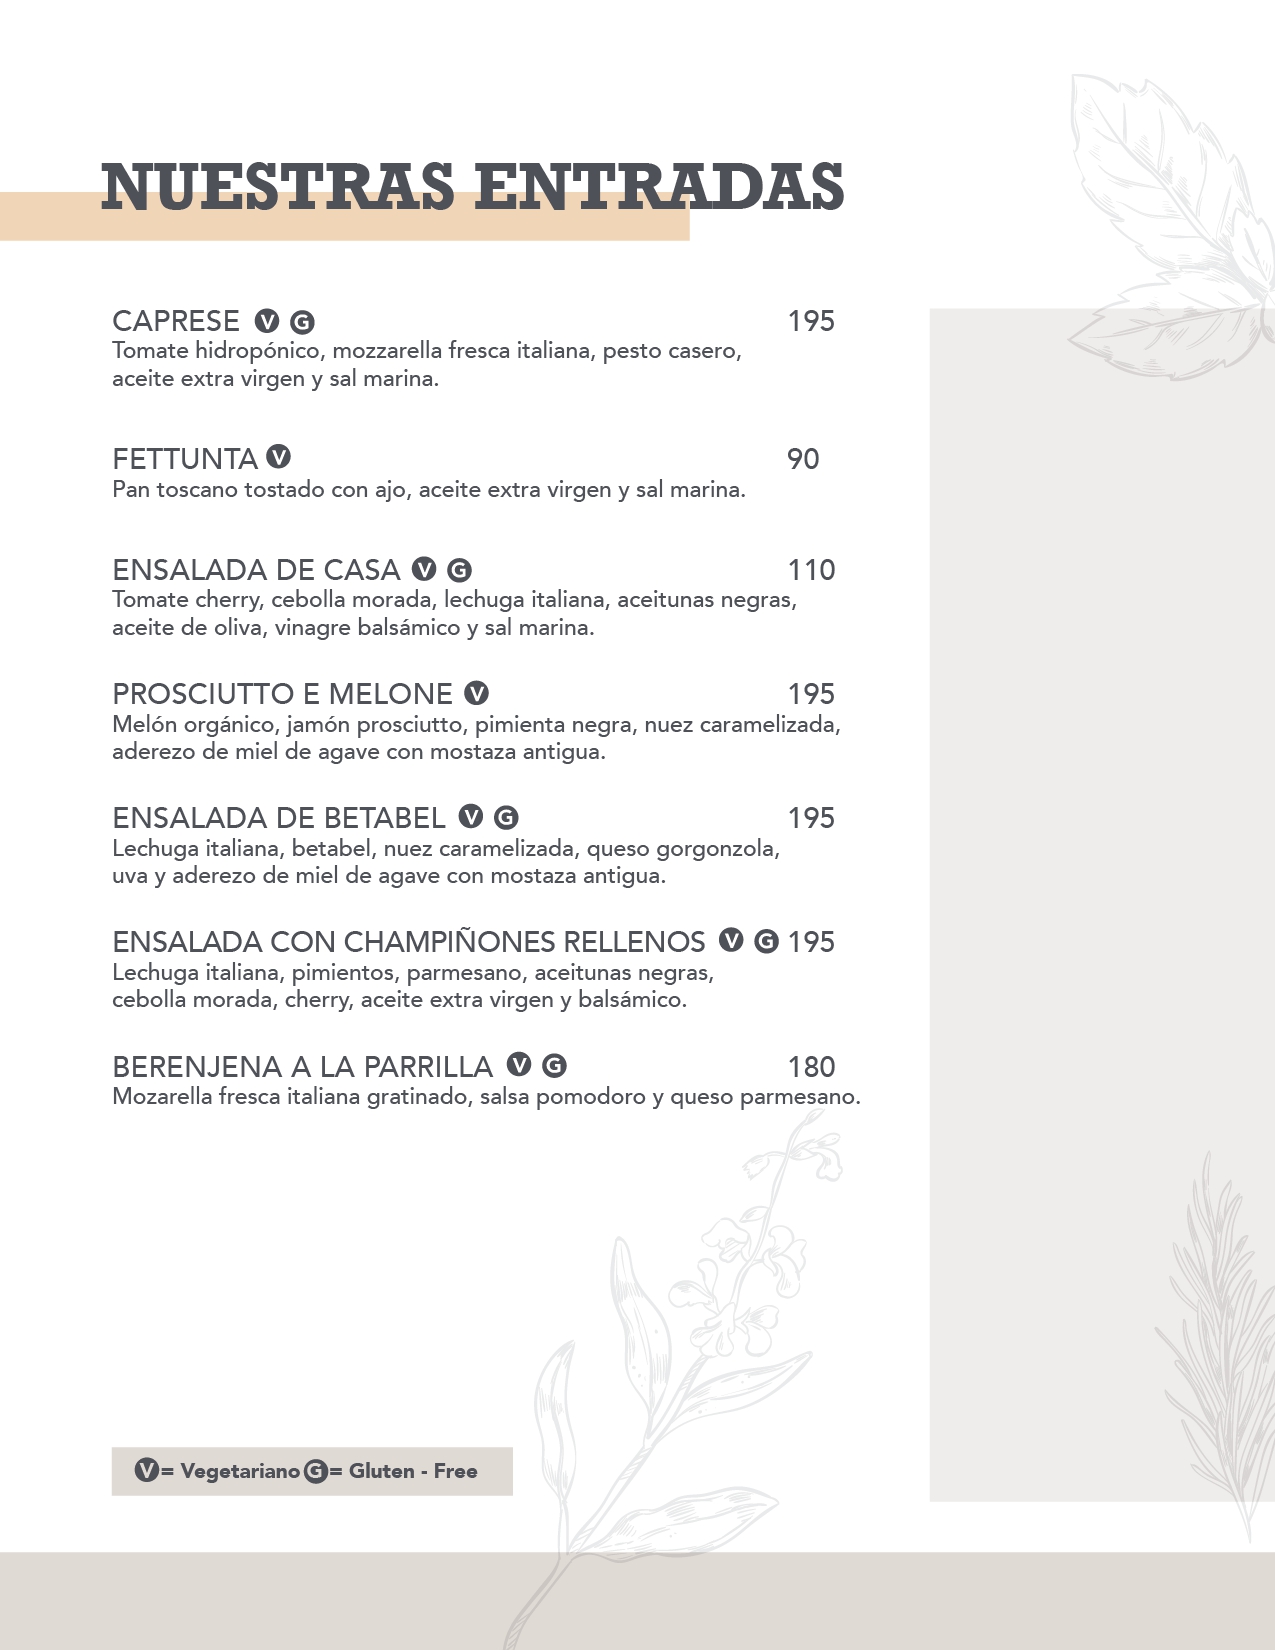 NUESTRAS ENTRADAS
CAPRESE V G 195
Tomate hidropónico, mozzarella fresca italiana, pesto casero,
aceite extra virgen y sal marina.
FETTUNTA V 90
Pan toscano tostado con ajo, aceite extra virgen y sal marina.
ENSALADA DE CASA V G 110
Tomate cherry, cebolla morada, lechuga italiana, aceitunas negras,
aceite de oliva, vinagre balsámico y sal marina.
PROSCIUTTO E MELONE V 195
Melón orgánico, jamón prosciutto, pimienta negra, nuez caramelizada,
aderezo de miel de agave con mostaza antigua.
ENSALADA DE BETABEL V G 195
Lechuga italiana, betabel, nuez caramelizada, queso gorgonzola,
uva y aderezo de miel de agave con mostaza antigua.
ENSALADA CON CHAMPIÑONES RELLENOS V G 195
Lechuga italiana, pimientos, parmesano, aceitunas negras,
cebolla morada, cherry, aceite extra virgen y balsámico.
BERENJENA A LA PARRILLA V G 180
Mozarella fresca italiana gratinado, salsa pomodoro y queso parmesano.
V = Vegetariano G = Gluten - Free